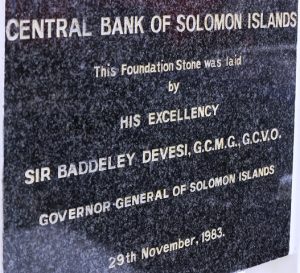 CENTRAL BANK OF SOLOMON ISLANDS
This Foundation Stone was laid
by
HIS EXCELLENCY
SIR BADDELEY DEVESI, G.C.M.G., G.C.V.O.
GOVERNOR-GENERAL OF SOLOMON ISLANDS
29th November, 1983.